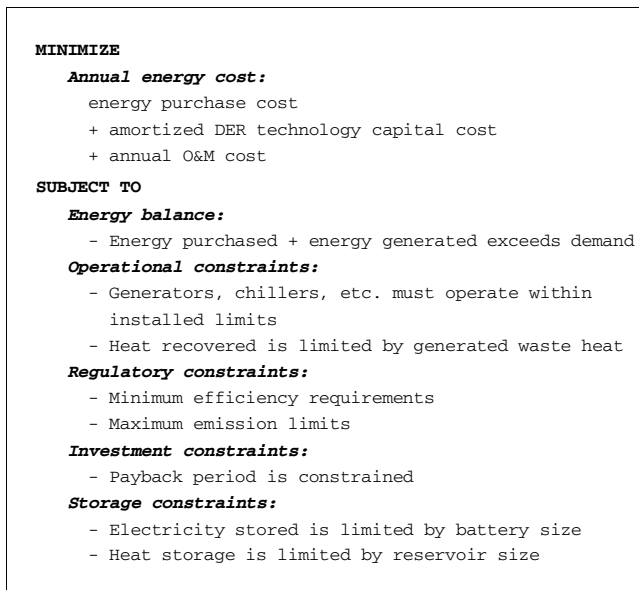 MINIMIZE
Annual energy cost:
energy purchase cost
+ amortized DER technology capital cost
+ annual O&M cost
SUBJECT TO
Energy balance:
- Energy purchased + energy generated exceeds demand
Operational constraints:
- Generators, chillers, etc. must operate within
installed limits
- Heat recovered is limited by generated waste heat
Regulatory constraints:
- Minimum efficiency requirements
- Maximum emission limits
Investment constraints:
- Payback period is constrained
Storage constraints:
- Electricity stored is limited by battery size
- Heat storage is limited by reservoir size